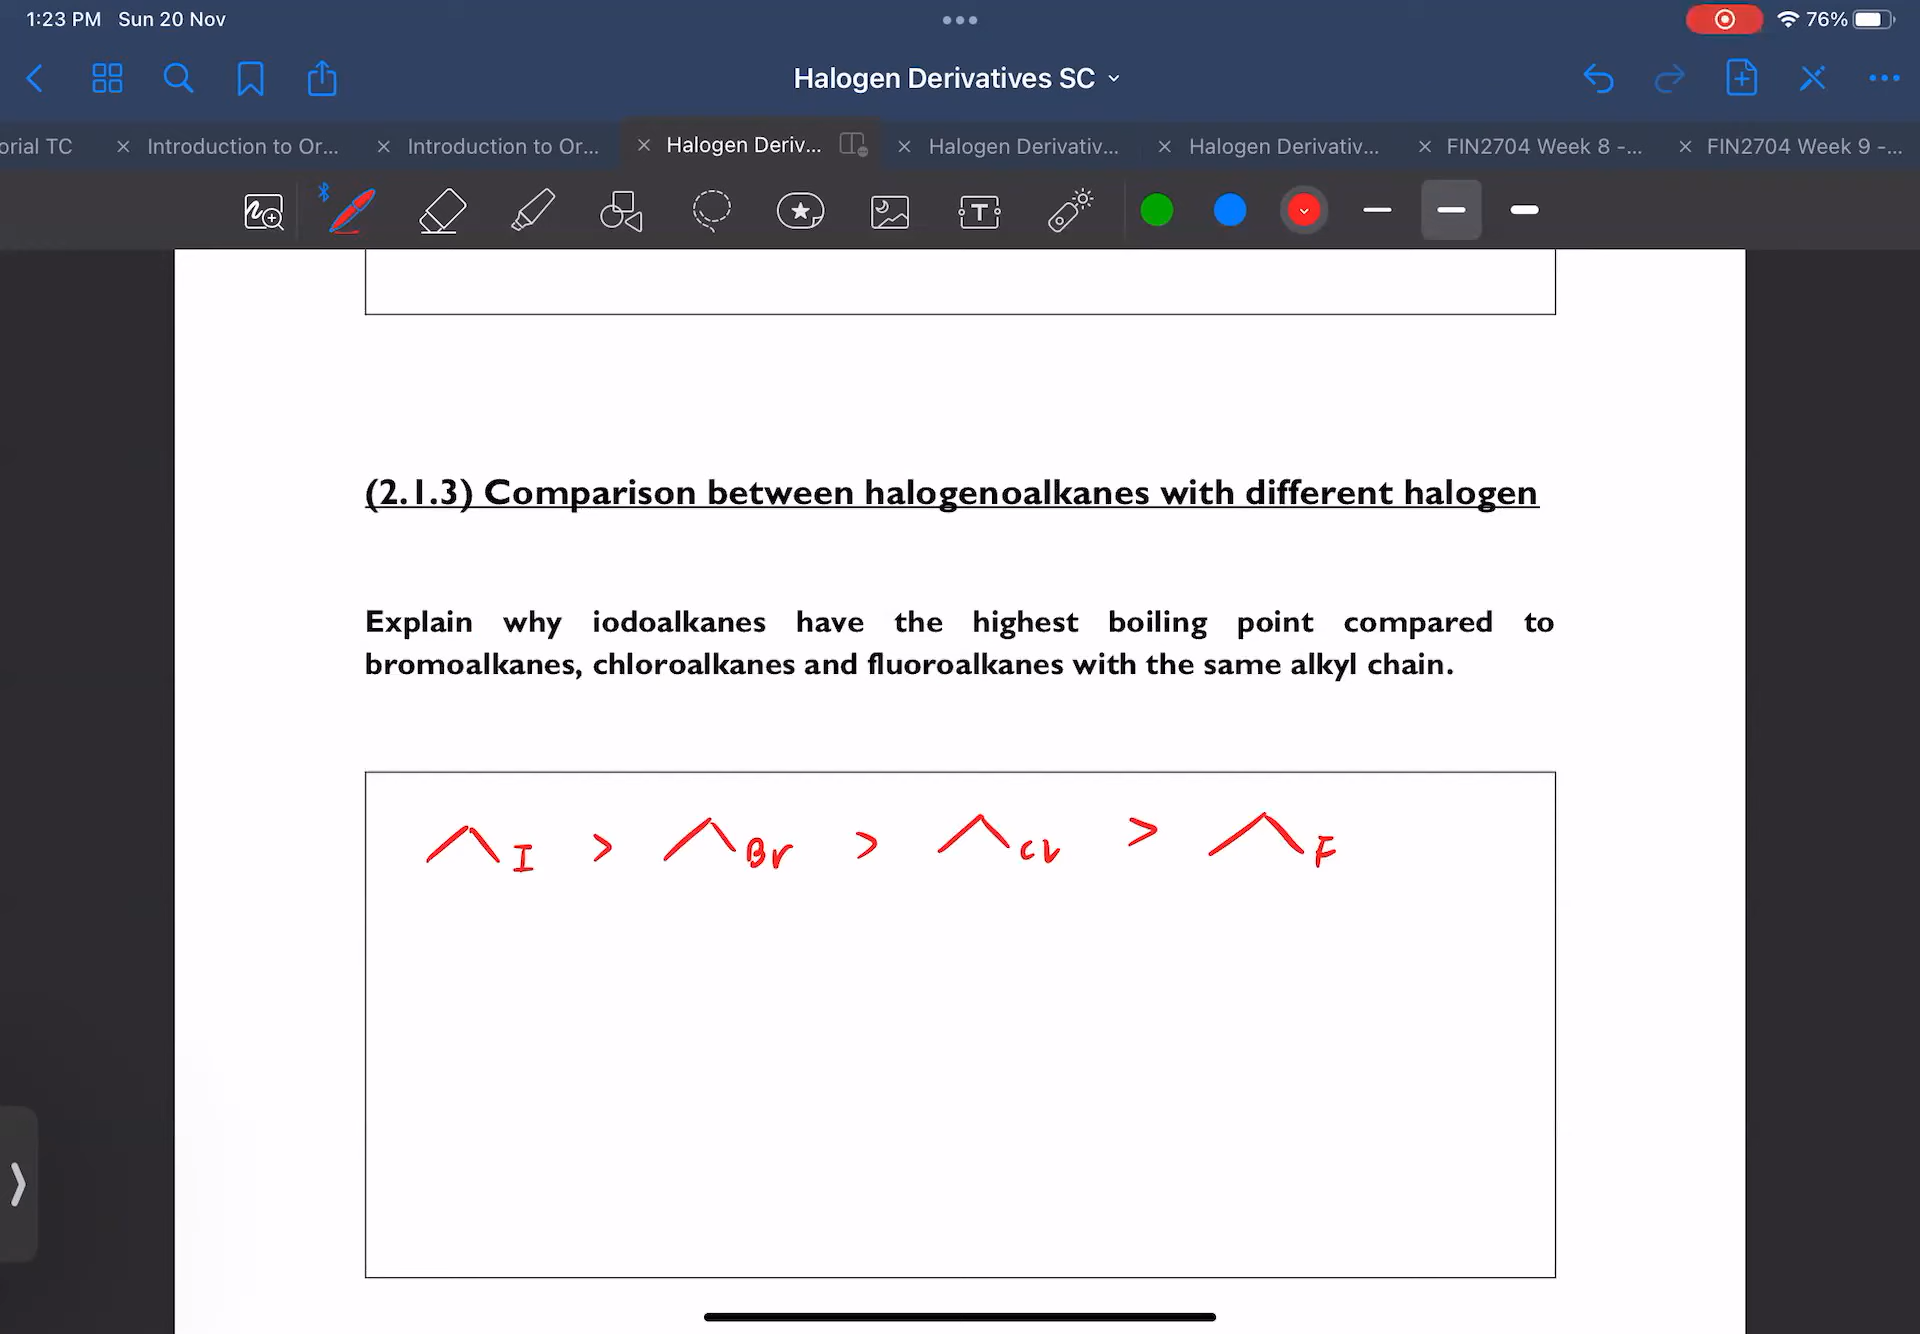 1:23 PM Sun 20 Nov
76%
Halogen Derivatives SC
orial TC
Introduction to Or...
Introduction to Or...
Halogen Deriv...
Halogen Derivativ...
Halogen Derivativ...
FIN2704 Week 8 -...
FIN2704 Week 9 -...
(2.1.3) Comparison between halogenoalkanes with different halogen
Explain why iodoalkanes have the highest boiling point compared to
bromoalkanes, chloroalkanes and fluoroalkanes with the same alkyl chain.
I > Br > Cl > F